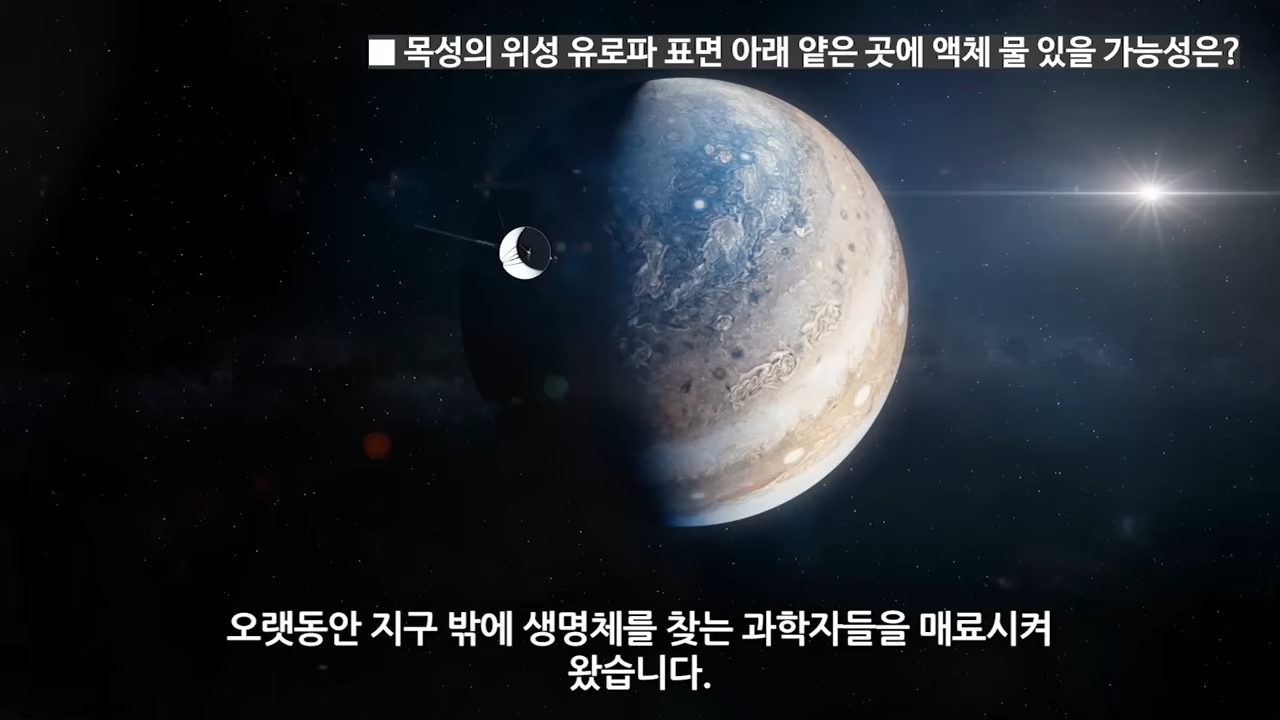 ■ 목성의 위성 유로파 표면 아래 얕은 곳에 액체 물 있을 가능성은?
오랫동안 지구 밖에 생명체를 찾는 과학자들을 매료시켜
왔습니다.